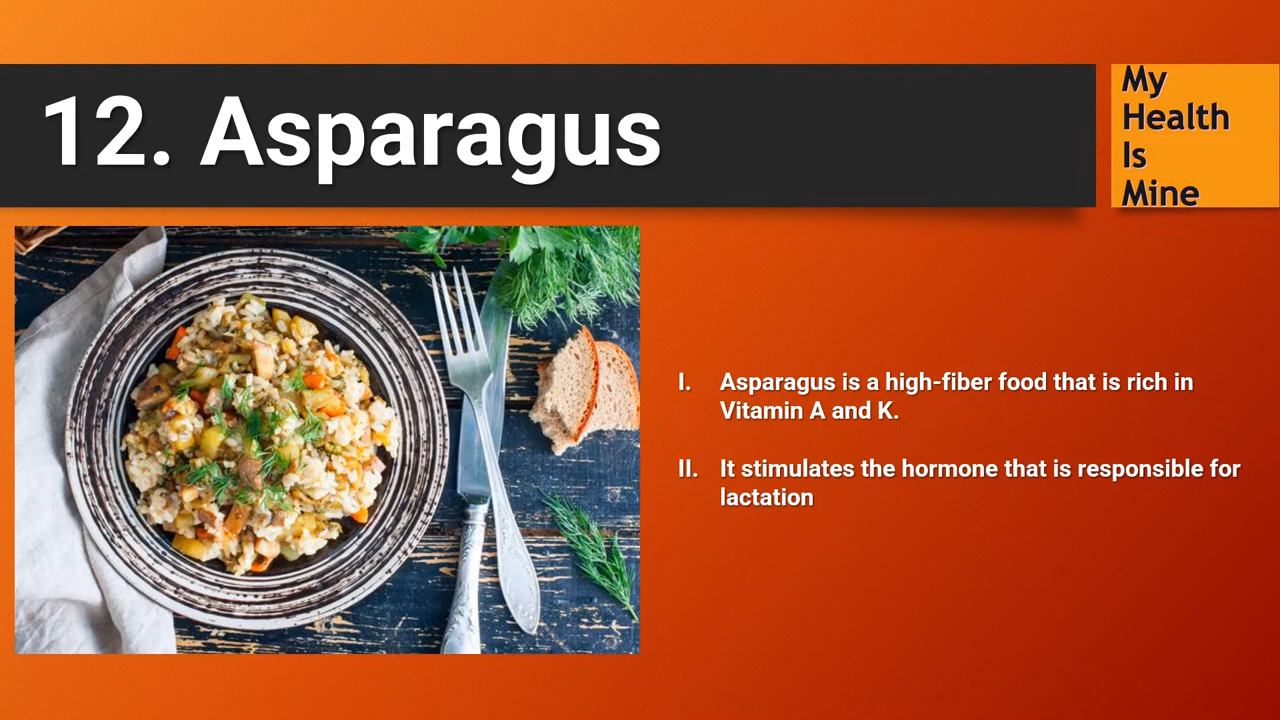 12. Asparagus
My
Health
Is
Mine
I. Asparagus is a high-fiber food that is rich in
Vitamin A and K.
II. It stimulates the hormone that is responsible for
lactation